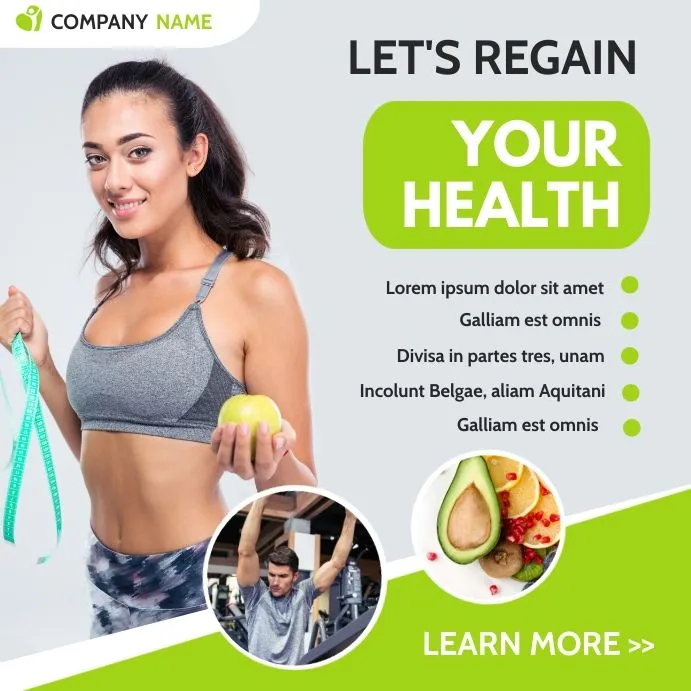 COMPANY NAME
LET'S REGAIN
YOUR
HEALTH
Lorem ipsum dolor sit amet
Galliam est omnis
Divisa in partes tres, unam
Incolunt Belgae, aliam Aquitani
Galliam est omnis
LEARN MORE >>